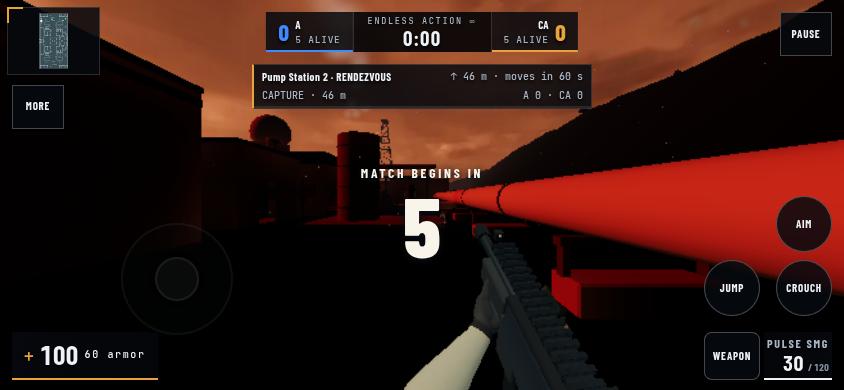 A
0
5 ALIVE
ENDLESS ACTION ∞
0:00
CA
5 ALIVE
0
PAUSE
Pump Station 2 · RENDEZVOUS
↑ 46 m · moves in 60 s
CAPTURE · 46 m
A 0 · CA 0
MORE
MATCH BEGINS IN
5
AIM
JUMP
CROUCH
+ 100 60 armor
WEAPON
PULSE SMG
30 / 120